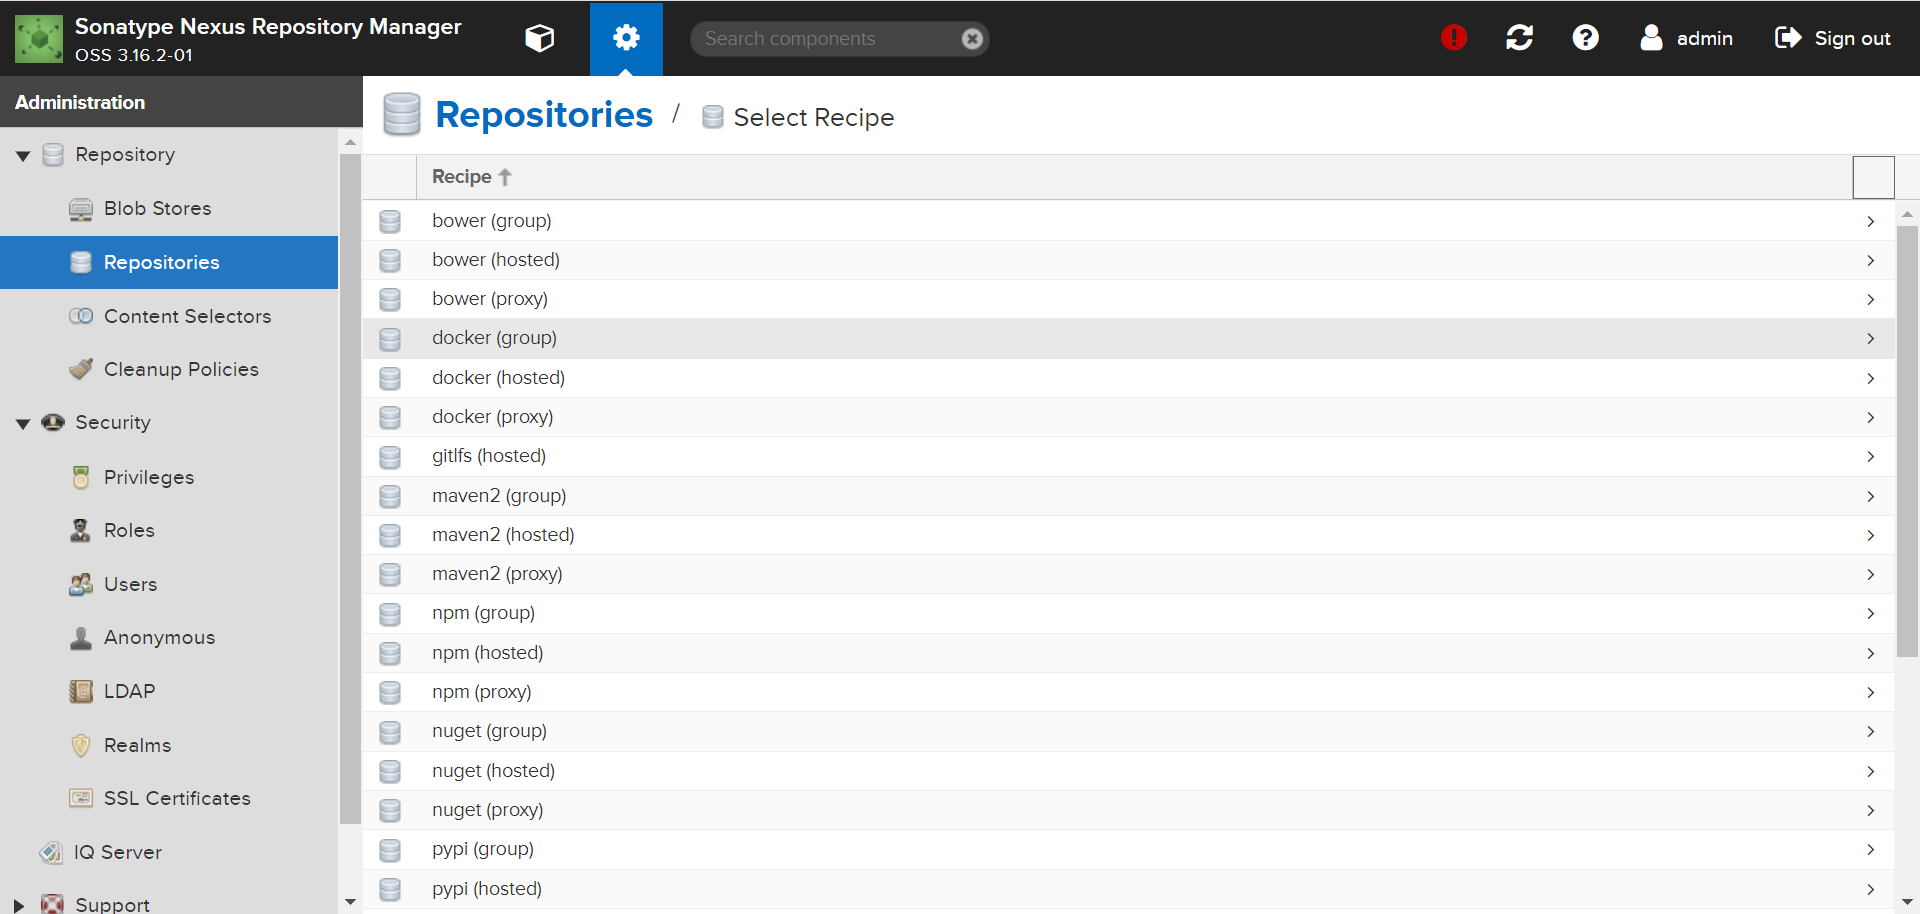 Sonatype Nexus Repository Manager
OSS 3.16.2-01
Search components
admin
Sign out
Administration
Repository
Blob Stores
Repositories
Content Selectors
Cleanup Policies
Security
Privileges
Roles
Users
Anonymous
LDAP
Realms
SSL Certificates
IQ Server
Support
Repositories / Select Recipe
Recipe
bower (group)
bower (hosted)
bower (proxy)
docker (group)
docker (hosted)
docker (proxy)
gitlfs (hosted)
maven2 (group)
maven2 (hosted)
maven2 (proxy)
npm (group)
npm (hosted)
npm (proxy)
nuget (group)
nuget (hosted)
nuget (proxy)
pypi (group)
pypi (hosted)